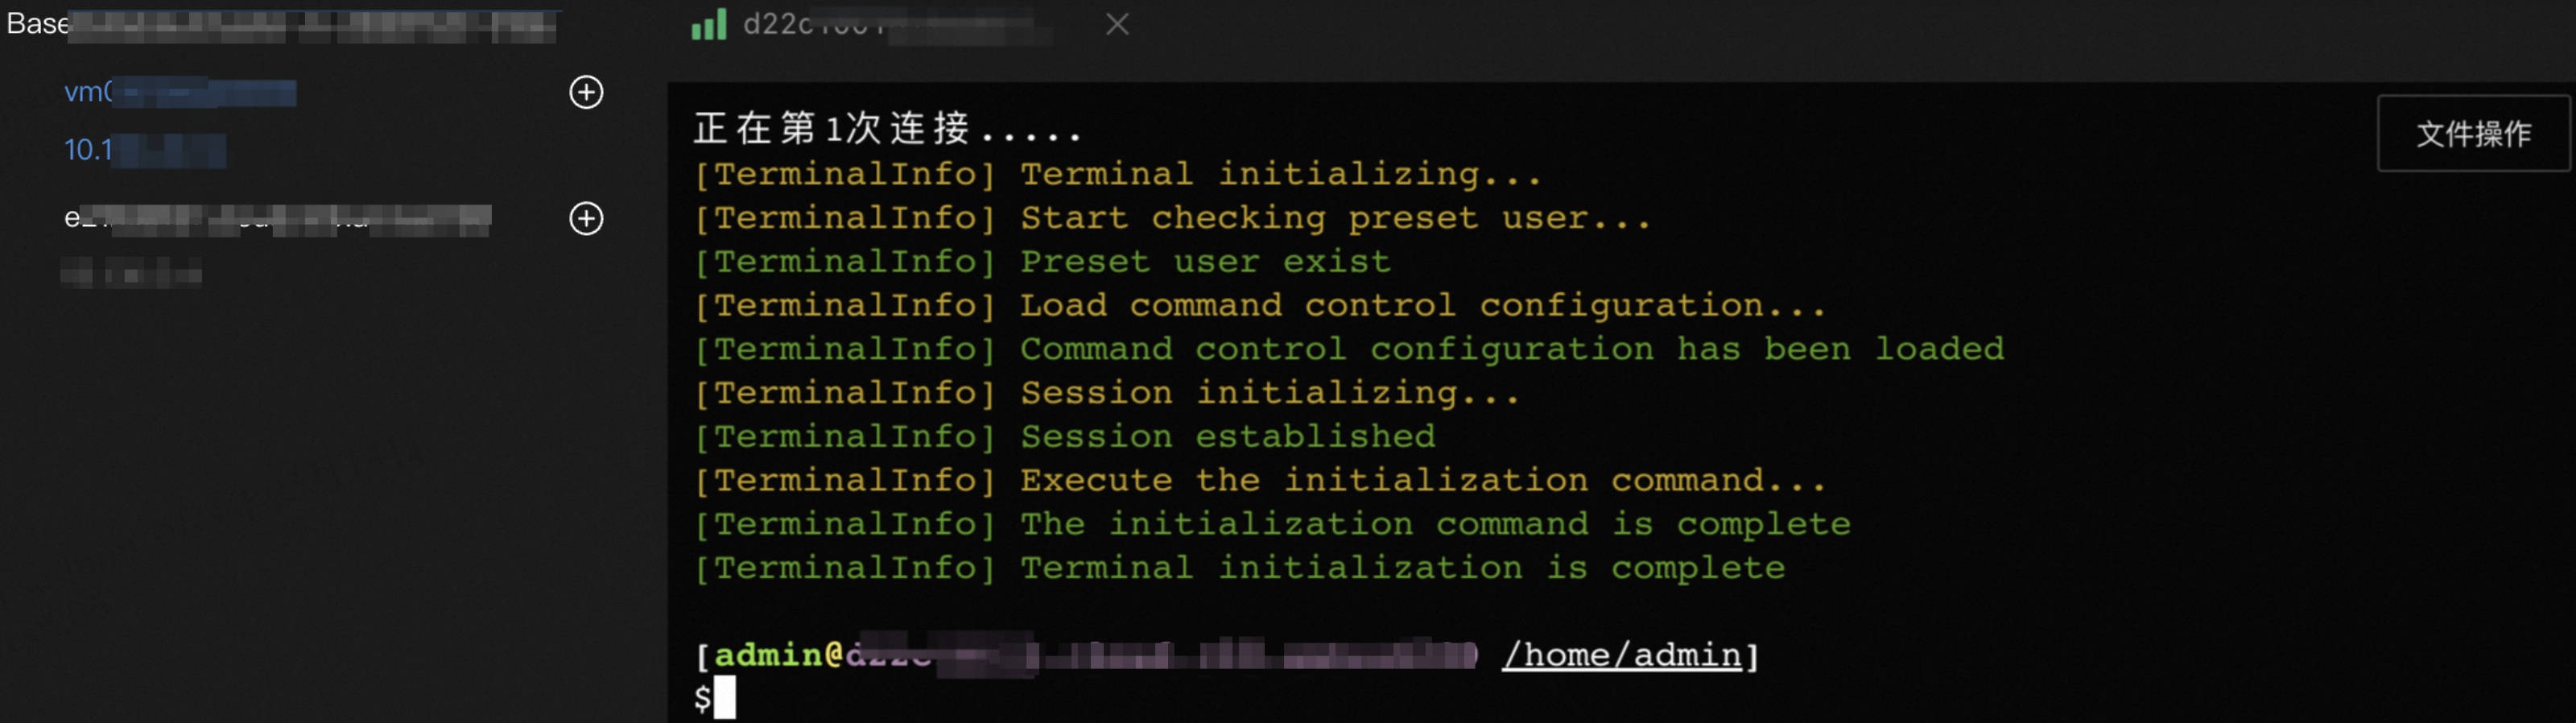 Base
vm
10.1
正在第1次连接.....
文件操作
[TerminalInfo] Terminal initializing...
[TerminalInfo] Start checking preset user...
[TerminalInfo] Preset user exist
[TerminalInfo] Load command control configuration...
[TerminalInfo] Command control configuration has been loaded
[TerminalInfo] Session initializing...
[TerminalInfo] Session established
[TerminalInfo] Execute the initialization command...
[TerminalInfo] The initialization command is complete
[TerminalInfo] Terminal initialization is complete
[admin@ /home/admin]
$